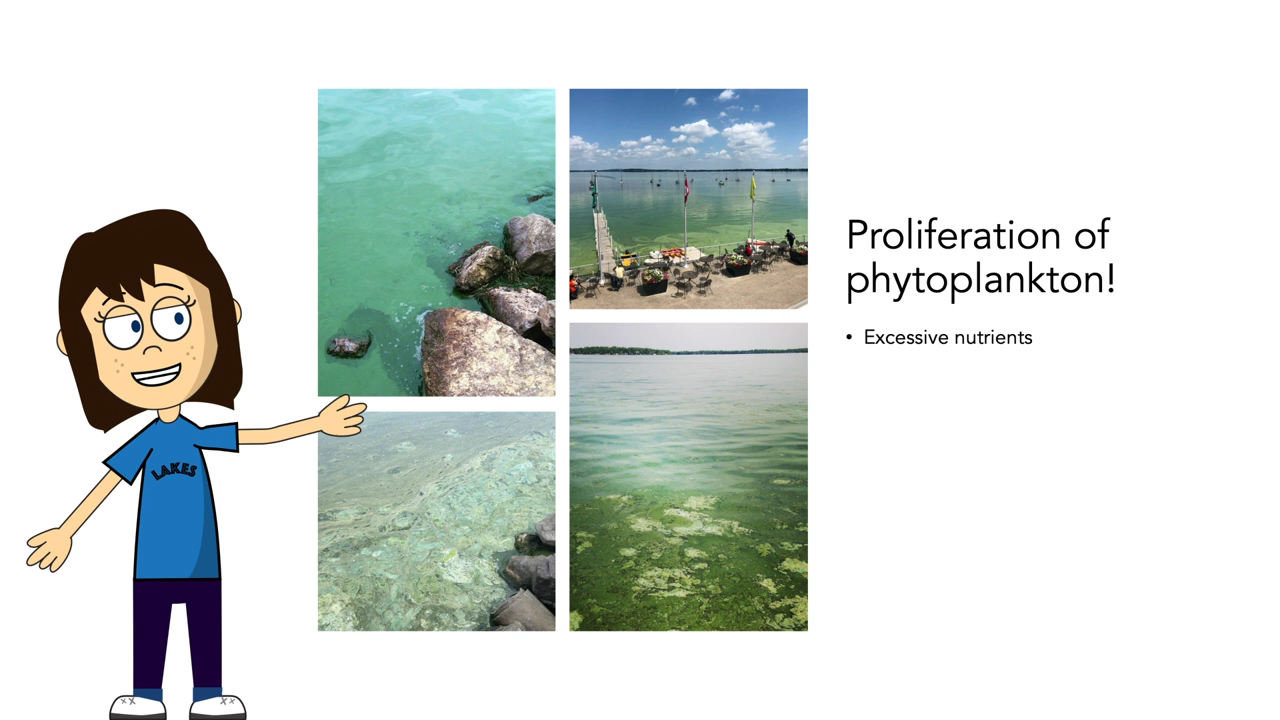 Proliferation of
phytoplankton!
• Excessive nutrients
LAKES